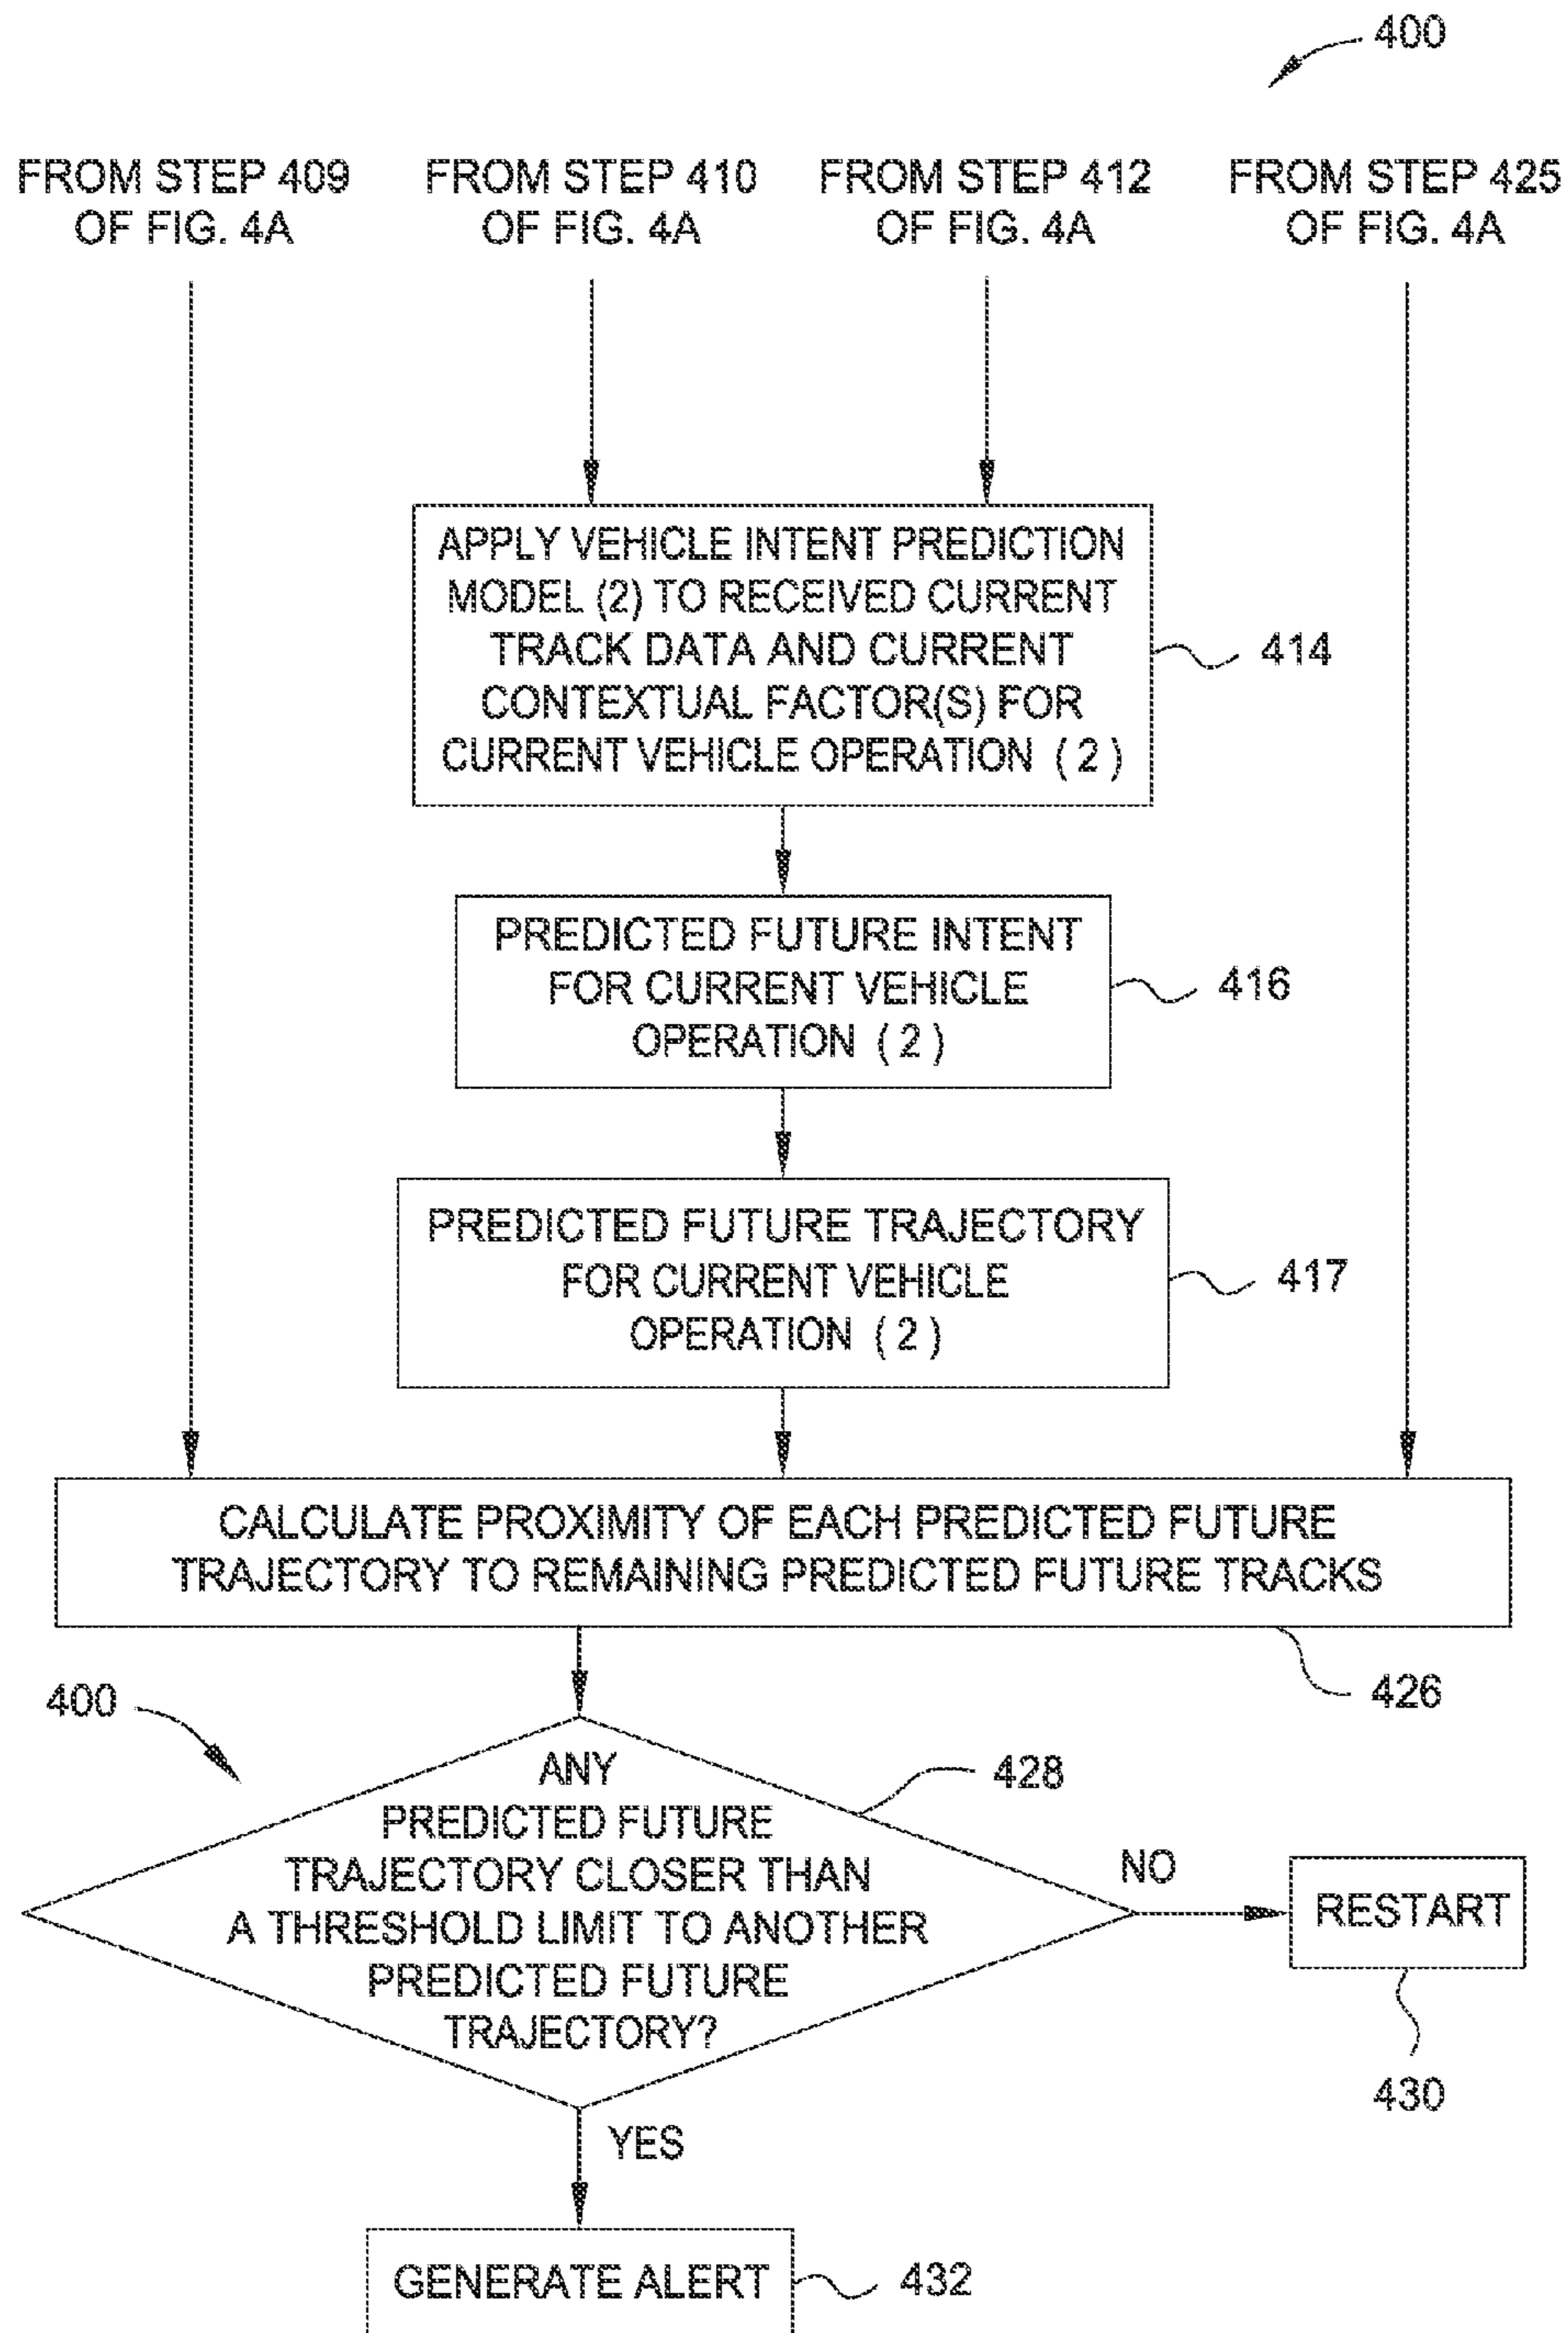 400
FROM STEP 409
OF FIG. 4A
FROM STEP 410
OF FIG. 4A
FROM STEP 412
OF FIG. 4A
FROM STEP 425
OF FIG. 4A
APPLY VEHICLE INTENT PREDICTION
MODEL (2) TO RECEIVED CURRENT
TRACK DATA AND CURRENT
CONTEXTUAL FACTOR(S) FOR
CURRENT VEHICLE OPERATION ( 2 )
414
PREDICTED FUTURE INTENT
FOR CURRENT VEHICLE
OPERATION ( 2 )
416
PREDICTED FUTURE TRAJECTORY
FOR CURRENT VEHICLE
OPERATION ( 2 )
417
CALCULATE PROXIMITY OF EACH PREDICTED FUTURE
TRAJECTORY TO REMAINING PREDICTED FUTURE TRACKS
426
400
ANY
PREDICTED FUTURE
TRAJECTORY CLOSER THAN
A THRESHOLD LIMIT TO ANOTHER
PREDICTED FUTURE
TRAJECTORY?
428
NO
RESTART
430
YES
GENERATE ALERT
432